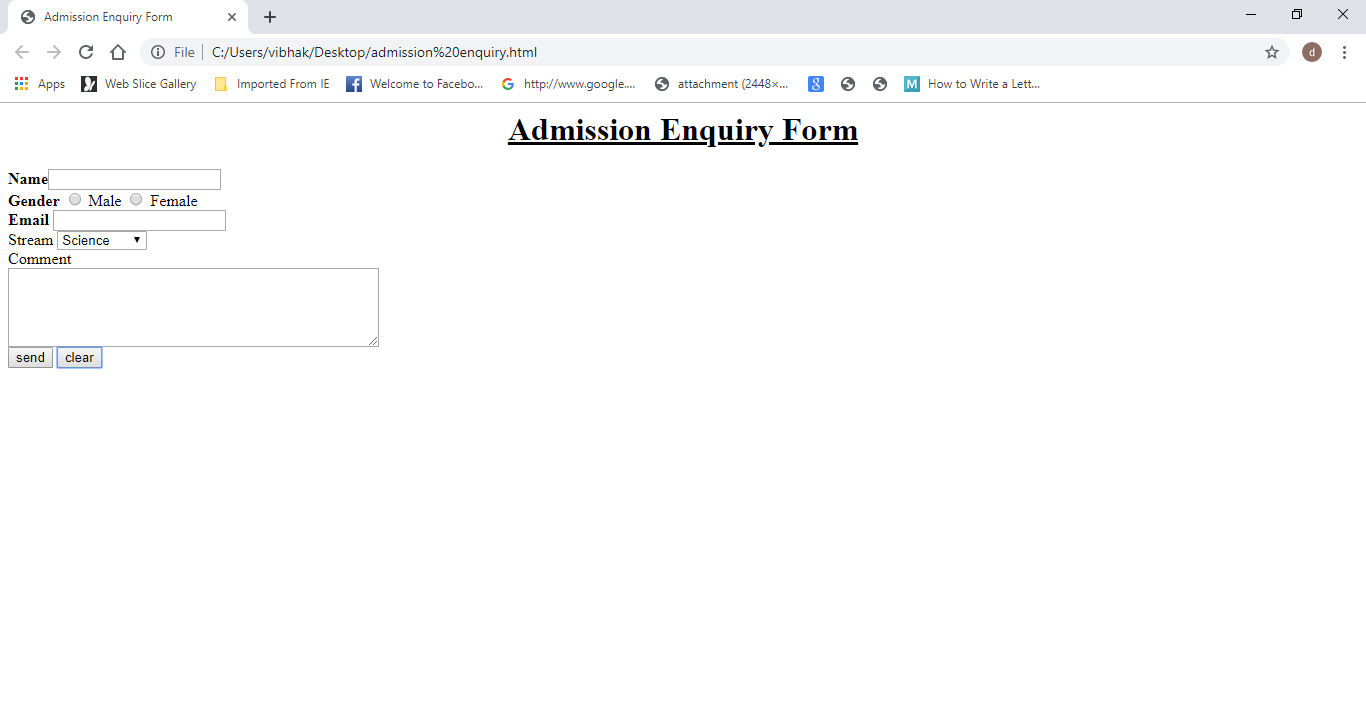 Admission Enquiry Form
File C:/Users/vibhak/Desktop/admission%20enquiry.html
d
Apps Web Slice Gallery Imported From IE Welcome to Facebo... http://www.google.... attachment (2448×... How to Write a Lett...
Admission Enquiry Form
Name
Gender Male Female
Email
Stream Science
Comment
send clear